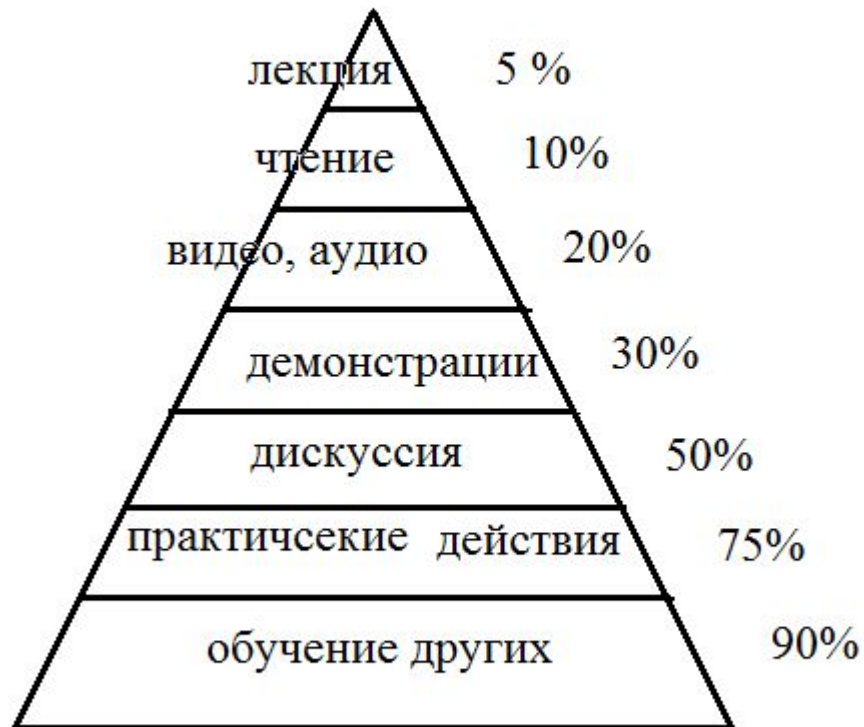 лекция 5 %
чтение 10%
видео, аудио 20%
демонстрации 30%
дискуссия 50%
практичсекие действия 75%
обучение других 90%